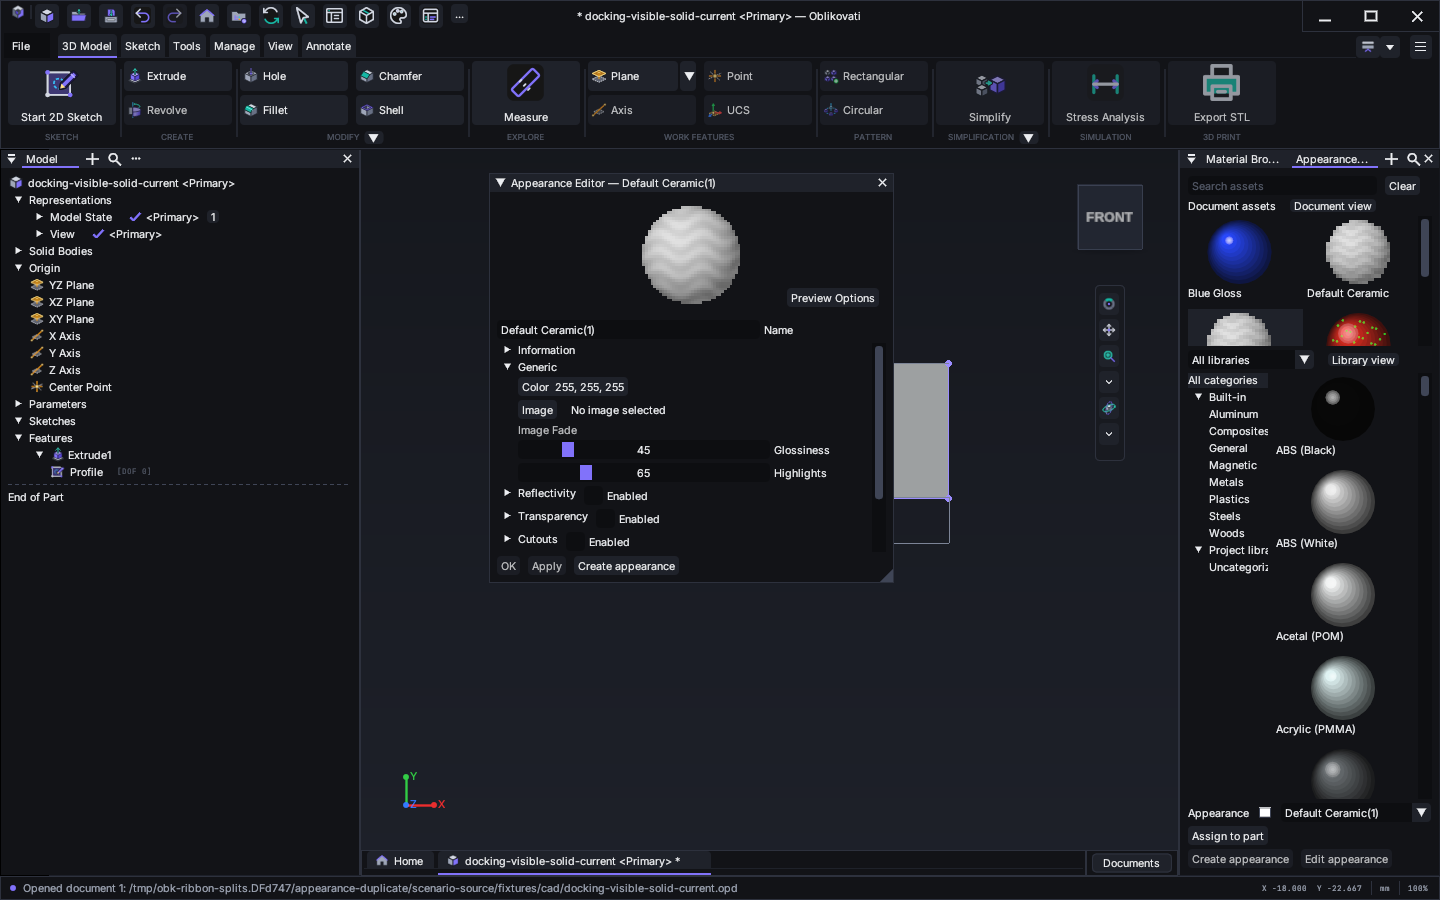 * docking-visible-solid-current <Primary> — Oblikovati
File
3D Model
Sketch
Tools
Manage
View
Annotate
Start 2D Sketch
SKETCH
Extrude
Revolve
CREATE
Hole
Fillet
Chamfer
Shell
MODIFY
Measure
EXPLORE
Plane
Axis
Point
UCS
WORK FEATURES
Rectangular
Circular
PATTERN
Simplify
SIMPLIFICATION
Stress Analysis
SIMULATION
Export STL
3D PRINT
Model
docking-visible-solid-current <Primary>
Representations
Model State <Primary> 1
View <Primary>
Solid Bodies
Origin
YZ Plane
XZ Plane
XY Plane
X Axis
Y Axis
Z Axis
Center Point
Parameters
Sketches
Features
Extrude1
Profile [DOF 0]
End of Part
Appearance Editor — Default Ceramic(1)
Preview Options
Default Ceramic(1) Name
Information
Generic
Color 255, 255, 255
Image No image selected
Image Fade
45 Glossiness
65 Highlights
Reflectivity Enabled
Transparency Enabled
Cutouts Enabled
OK Apply Create appearance
FRONT
Y
Z X
Home
docking-visible-solid-current <Primary> *
Documents
Material Bro...
Appearance...
Search assets
Clear
Document assets Document view
Blue Gloss Default Ceramic
All libraries Library view
All categories
Built-in
Aluminum
Composites
General
Magnetic
Metals
Plastics
Steels
Woods
Project libra
Uncategoriz
ABS (Black)
ABS (White)
Acetal (POM)
Acrylic (PMMA)
Appearance Default Ceramic(1)
Assign to part
Create appearance Edit appearance
Opened document 1: /tmp/obk-ribbon-splits.DFd747/appearance-duplicate/scenario-source/fixtures/cad/docking-visible-solid-current.opd
X -18.000 Y -22.667 mm 100%